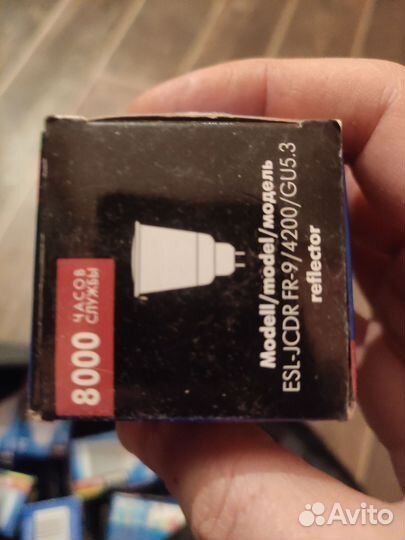 Modell/model/модель
ESL-JCDR FR-9/4200/GU5.3
reflector
8000 ЧАСОВ
СЛУЖБЫ
Avito